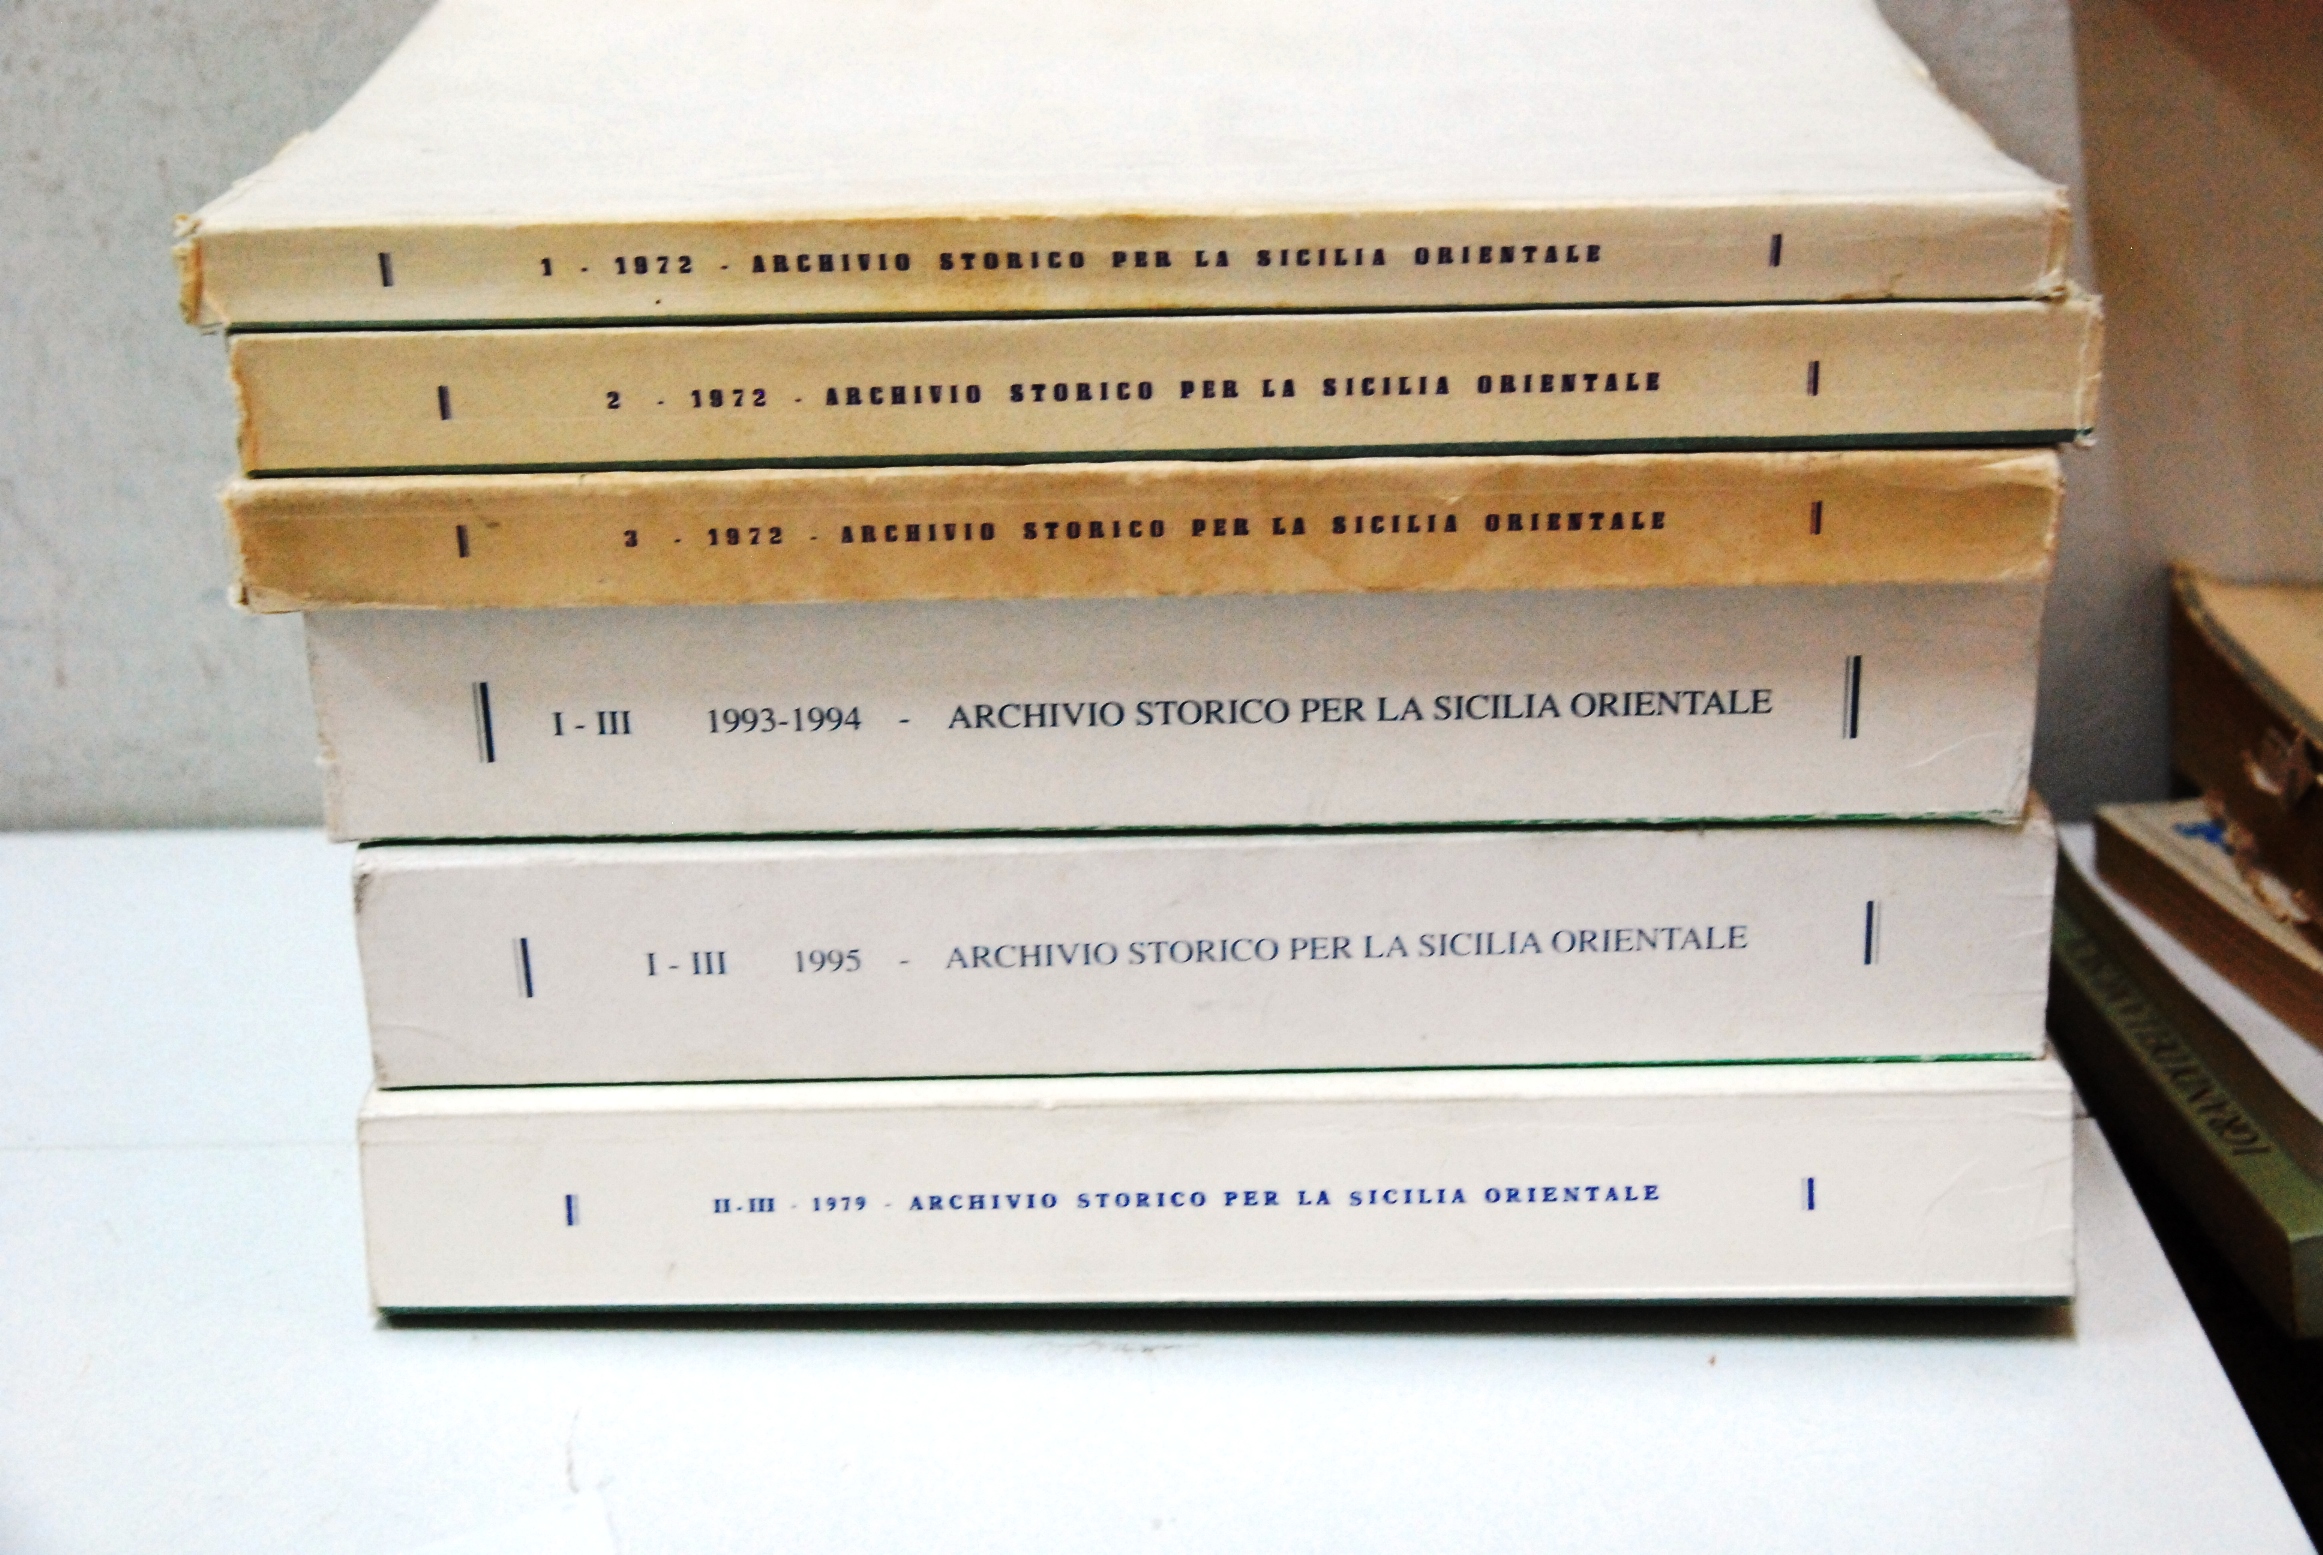 1 - 1972 - ARCHIVIO STORICO PER LA SICILIA ORIENTALE
2 - 1972 - ARCHIVIO STORICO PER LA SICILIA ORIENTALE
3 - 1972 - ARCHIVIO STORICO PER LA SICILIA ORIENTALE
I - III 1993-1994 - ARCHIVIO STORICO PER LA SICILIA ORIENTALE
I - III 1995 - ARCHIVIO STORICO PER LA SICILIA ORIENTALE
II-III - 1979 - ARCHIVIO STORICO PER LA SICILIA ORIENTALE